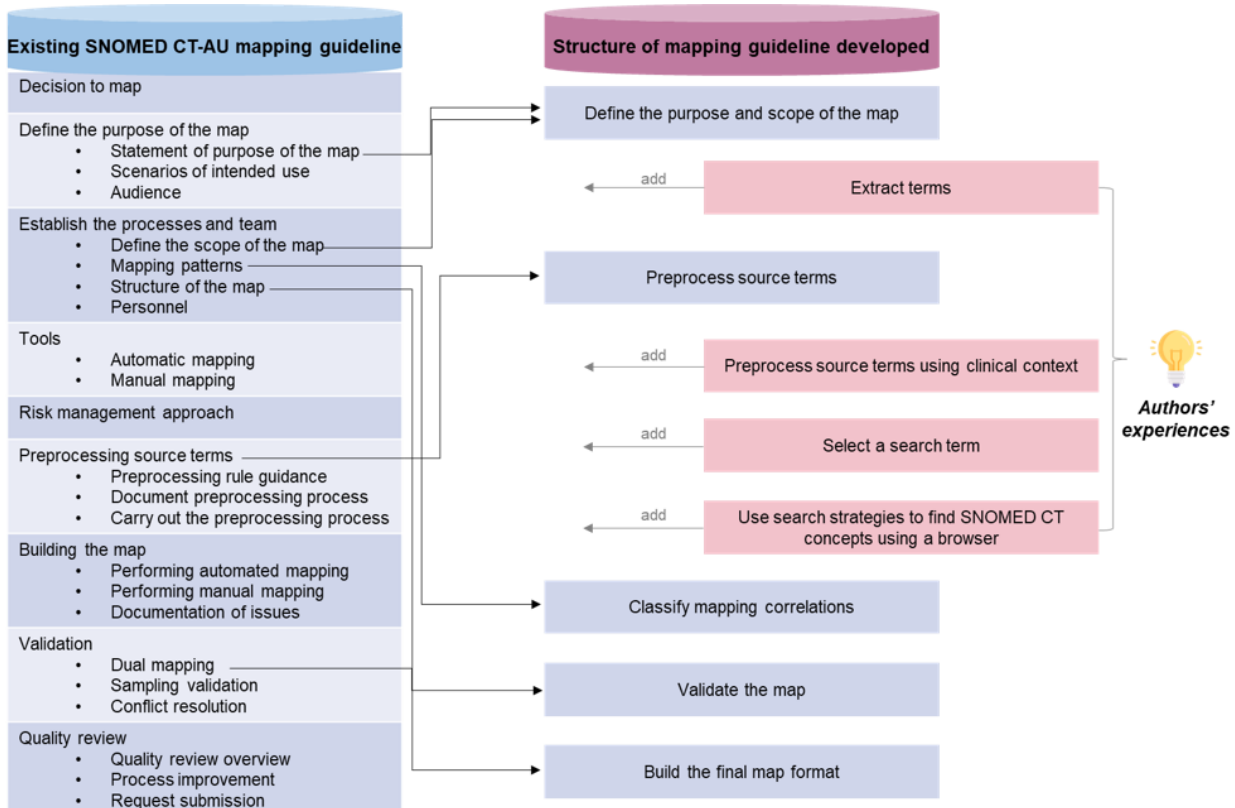 Existing SNOMED CT-AU mapping guideline
Decision to map
Define the purpose of the map
• Statement of purpose of the map
• Scenarios of intended use
• Audience
Establish the processes and team
• Define the scope of the map
• Mapping patterns
• Structure of the map
• Personnel
Tools
• Automatic mapping
• Manual mapping
Risk management approach
Preprocessing source terms
• Preprocessing rule guidance
• Document preprocessing process
• Carry out the preprocessing process
Building the map
• Performing automated mapping
• Performing manual mapping
• Documentation of issues
Validation
• Dual mapping
• Sampling validation
• Conflict resolution
Quality review
• Quality review overview
• Process improvement
• Request submission
Structure of mapping guideline developed
Define the purpose and scope of the map
add
Extract terms
Preprocess source terms
add
Preprocess source terms using clinical context
add
Select a search term
add
Use search strategies to find SNOMED CT
concepts using a browser
Classify mapping correlations
Validate the map
Build the final map format
Authors'
experiences